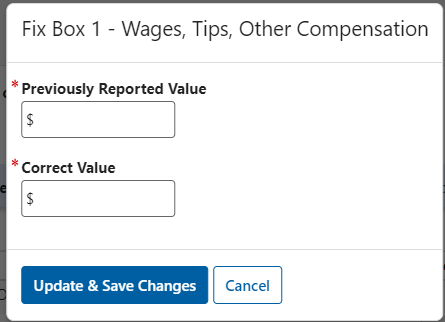 Fix Box 1 - Wages, Tips, Other Compensation
* Previously Reported Value
$
* Correct Value
$
Update & Save Changes
Cancel